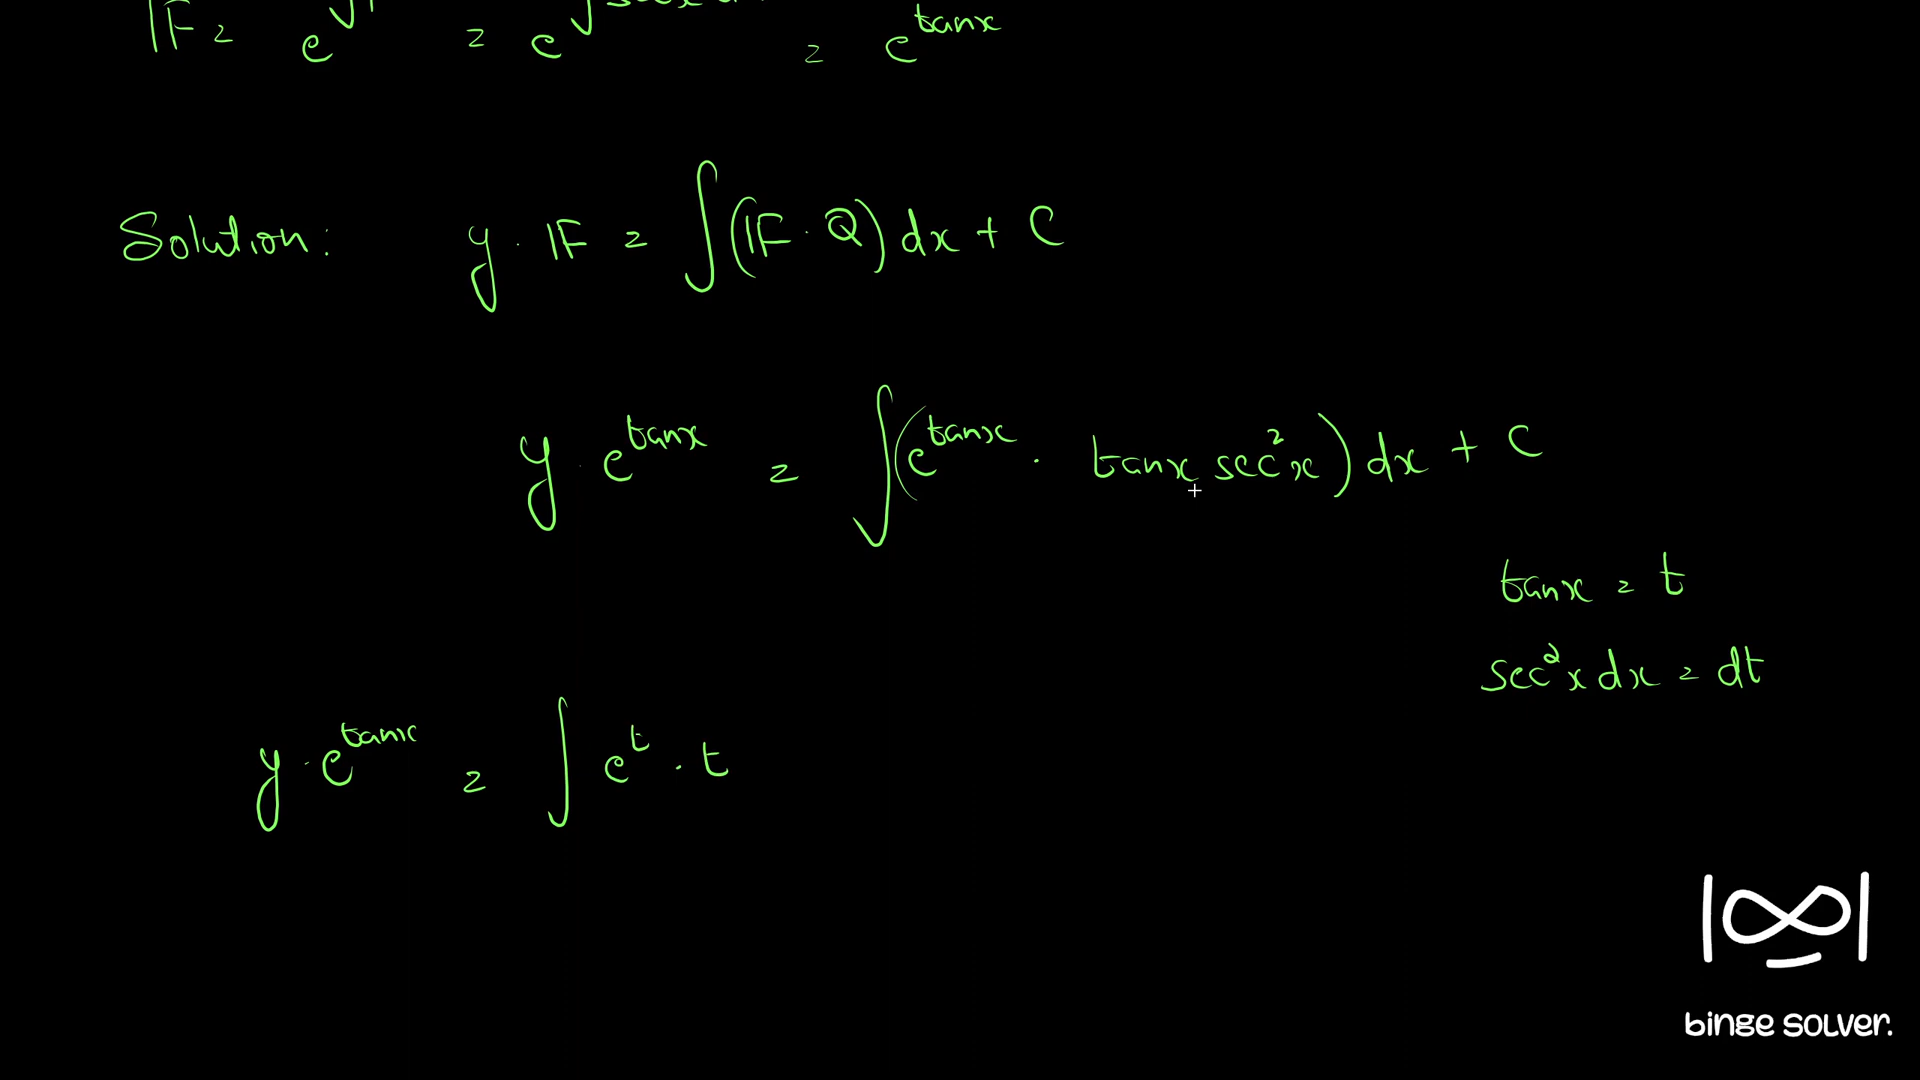 IF = e^∫ = e^∫ = e^tanx
Solution: y · IF = ∫(IF · Q) dx + C
y · e^tanx = ∫(e^tanx · tanx sec²x) dx + C
tanx = t
sec²x dx = dt
y · e^tanx = ∫ e^t · t
binge solver.